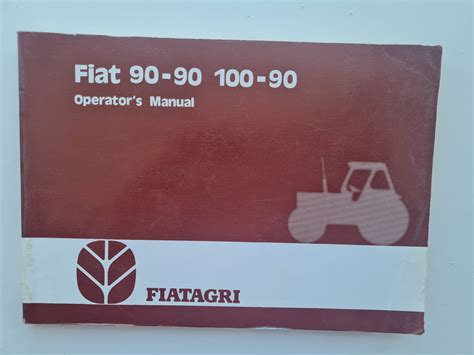 Fiat 90-90 100-90
Operator's Manual
FIATAGRI